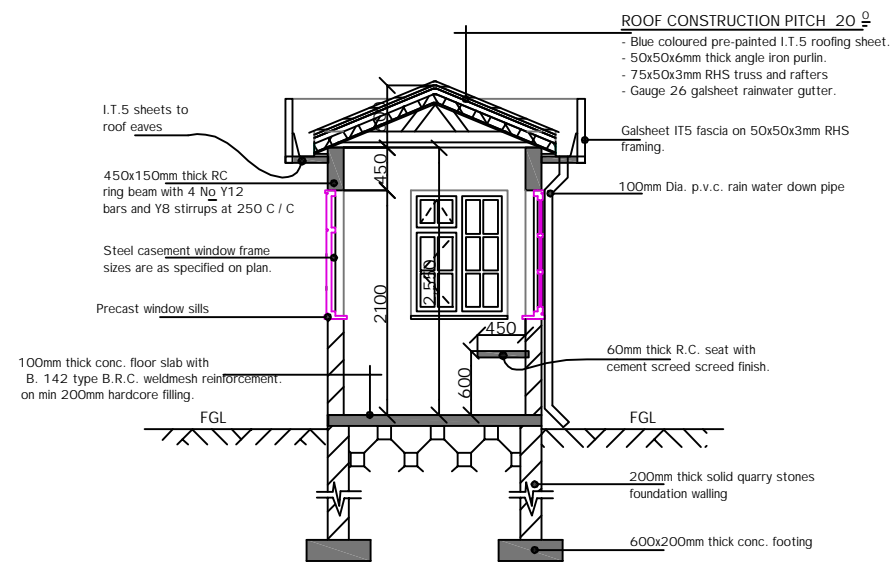 ROOF CONSTRUCTION PITCH 20 º
- Blue coloured pre-painted I.T.5 roofing sheet.
- 50x50x6mm thick angle iron purlin.
- 75x50x3mm RHS truss and rafters
- Gauge 26 galsheet rainwater gutter.
I.T.5 sheets to
roof eaves
Galsheet IT5 fascia on 50x50x3mm RHS
framing.
450x150mm thick RC
ring beam with 4 No Y12
bars and Y8 stirrups at 250 C / C
450
100mm Dia. p.v.c. rain water down pipe
Steel casement window frame
sizes are as specified on plan.
2,550
2100
Precast window sills
450
100mm thick conc. floor slab with
B. 142 type B.R.C. weldmesh reinforcement.
on min 200mm hardcore filling.
60mm thick R.C. seat with
cement screed screed finish.
600
FGL
FGL
200mm thick solid quarry stones
foundation walling
600x200mm thick conc. footing